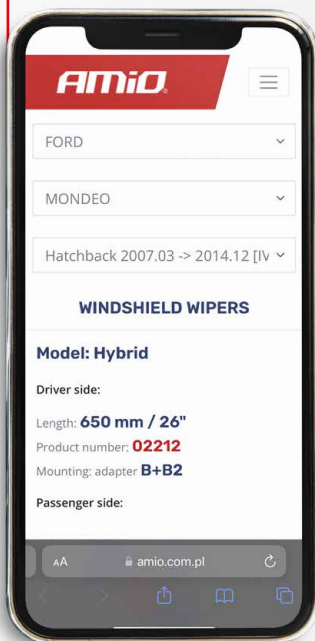 AMiO.
FORD
MONDEO
Hatchback 2007.03 -> 2014.12 [IV
WINDSHIELD WIPERS
Model: Hybrid
Driver side:
Length: 650 mm / 26"
Product number: 02212
Mounting: adapter B+B2
Passenger side:
AA amio.com.pl